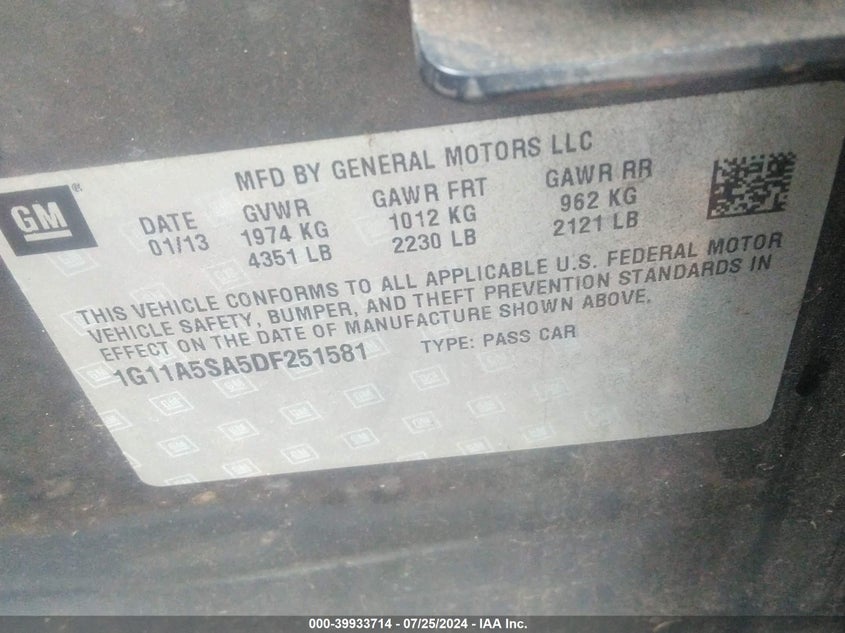 MFD BY GENERAL MOTORS LLC
GM®
DATE GVWR GAWR FRT GAWR RR
01/13 1974 KG 1012 KG 962 KG
4351 LB 2230 LB 2121 LB
THIS VEHICLE CONFORMS TO ALL APPLICABLE U.S. FEDERAL MOTOR
VEHICLE SAFETY, BUMPER, AND THEFT PREVENTION STANDARDS IN
EFFECT ON THE DATE OF MANUFACTURE SHOWN ABOVE.
1G11A5SA5DF251581 TYPE: PASS CAR
000-39933714 - 07/25/2024 - IAA Inc.